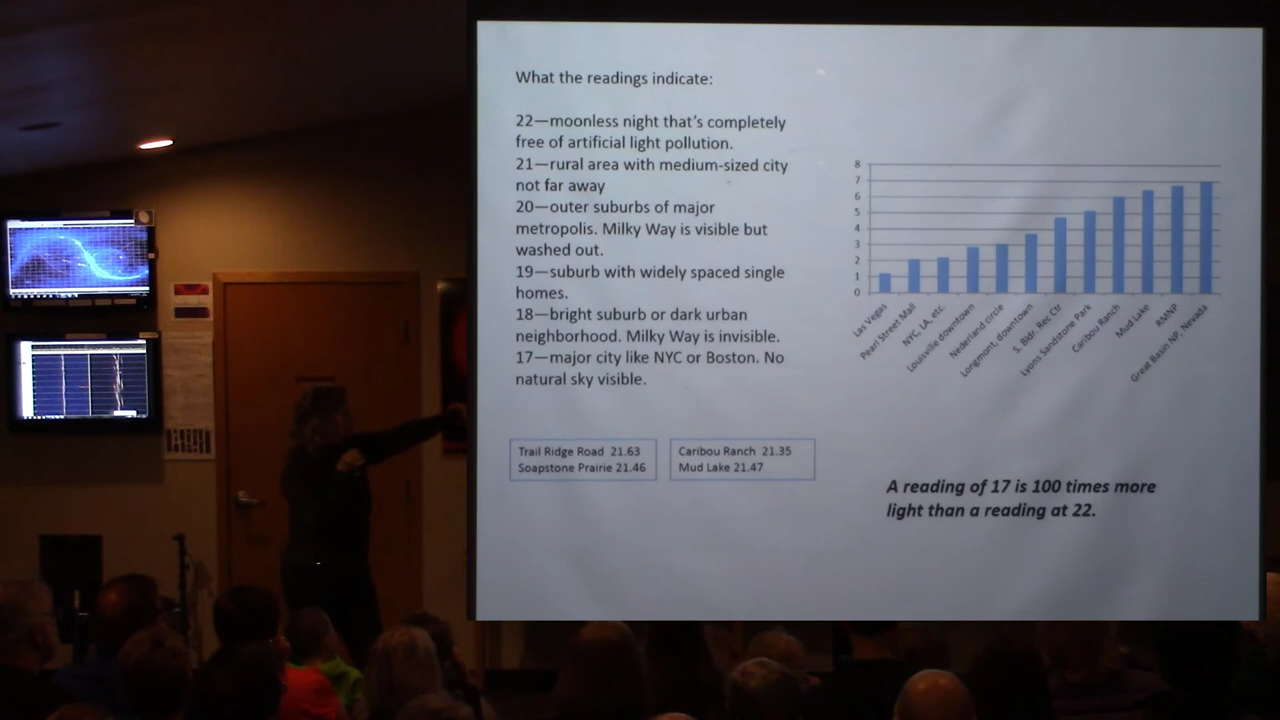 What the readings indicate:
22—moonless night that's completely
free of artificial light pollution.
21—rural area with medium-sized city
not far away
20—outer suburbs of major
metropolis. Milky Way is visible but
washed out.
19—suburb with widely spaced single
homes.
18—bright suburb or dark urban
neighborhood. Milky Way is invisible.
17—major city like NYC or Boston. No
natural sky visible.
Trail Ridge Road 21.63
Soapstone Prairie 21.46
Caribou Ranch 21.35
Mud Lake 21.47
8
7
6
5
4
3
2
1
0
Las Vegas
Pearl Street Mall
NYC, LA, etc.
Louisville downtown
Nederland circle
Longmont, downtown
S. Bldr. Rec Ctr
Lyons Sandstone Park
Caribou Ranch
Mud Lake
RMNP
Great Basin NP, Nevada
A reading of 17 is 100 times more
light than a reading at 22.